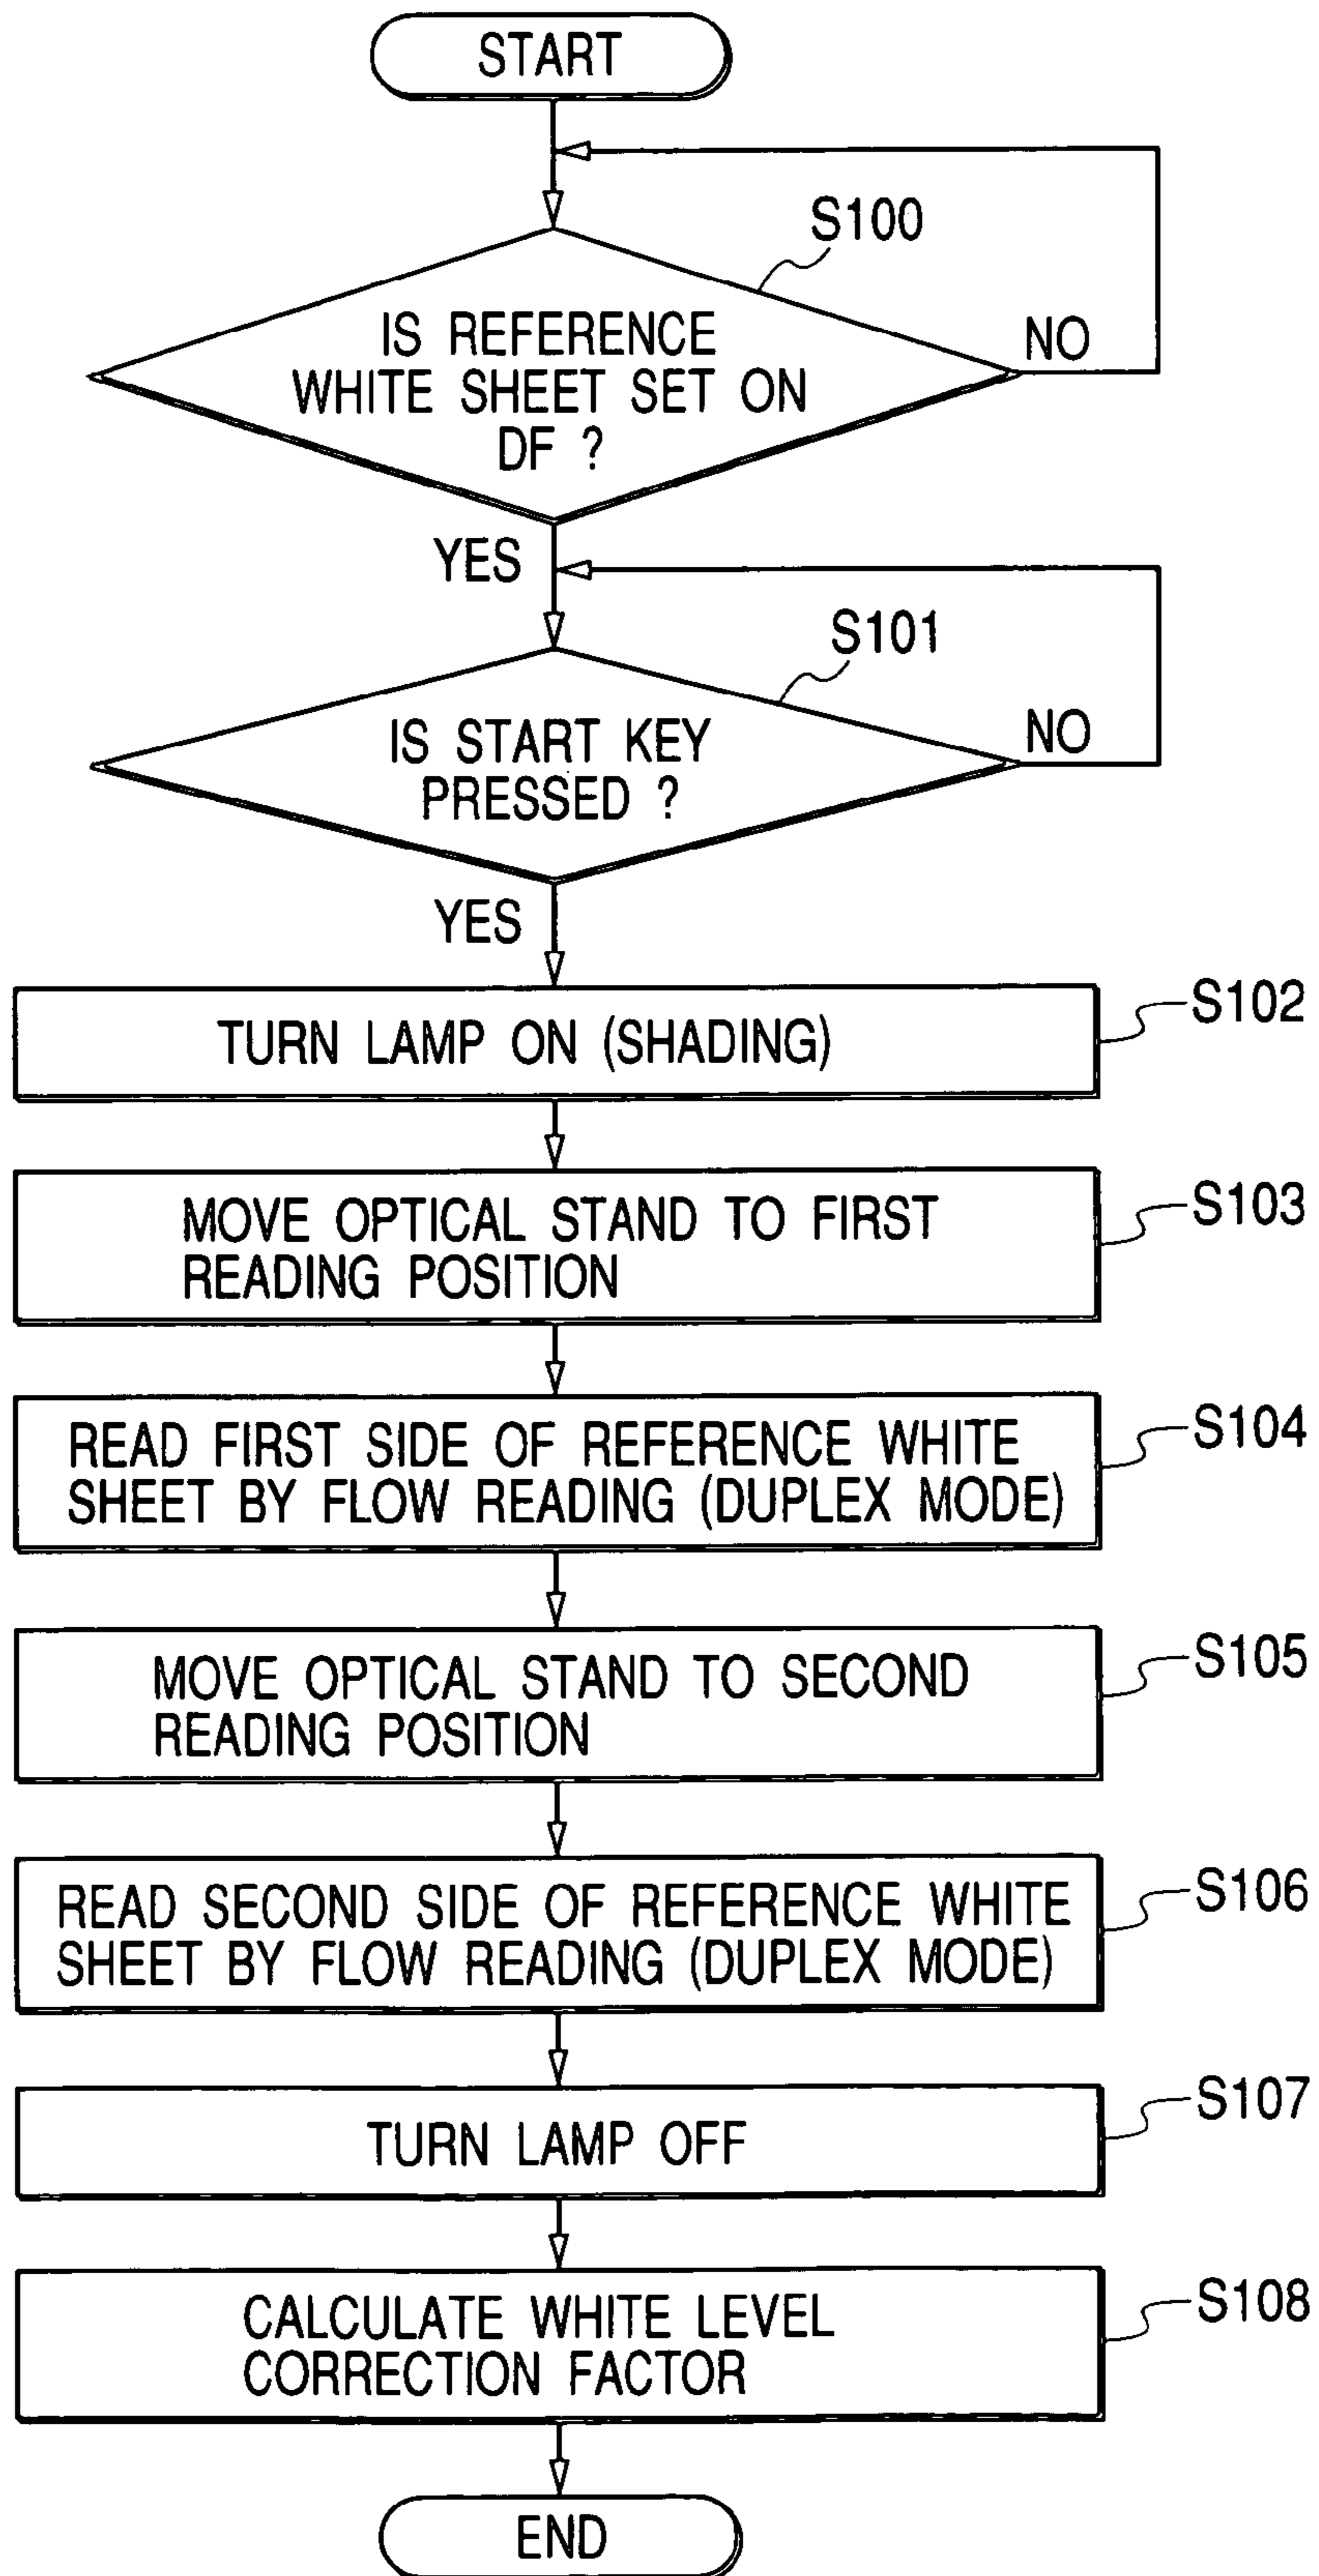 START
S100
IS REFERENCE
WHITE SHEET SET ON
DF ?
NO
YES
S101
IS START KEY
PRESSED ?
NO
YES
TURN LAMP ON (SHADING)
S102
MOVE OPTICAL STAND TO FIRST
READING POSITION
S103
READ FIRST SIDE OF REFERENCE WHITE
SHEET BY FLOW READING (DUPLEX MODE)
S104
MOVE OPTICAL STAND TO SECOND
READING POSITION
S105
READ SECOND SIDE OF REFERENCE WHITE
SHEET BY FLOW READING (DUPLEX MODE)
S106
TURN LAMP OFF
S107
CALCULATE WHITE LEVEL
CORRECTION FACTOR
S108
END